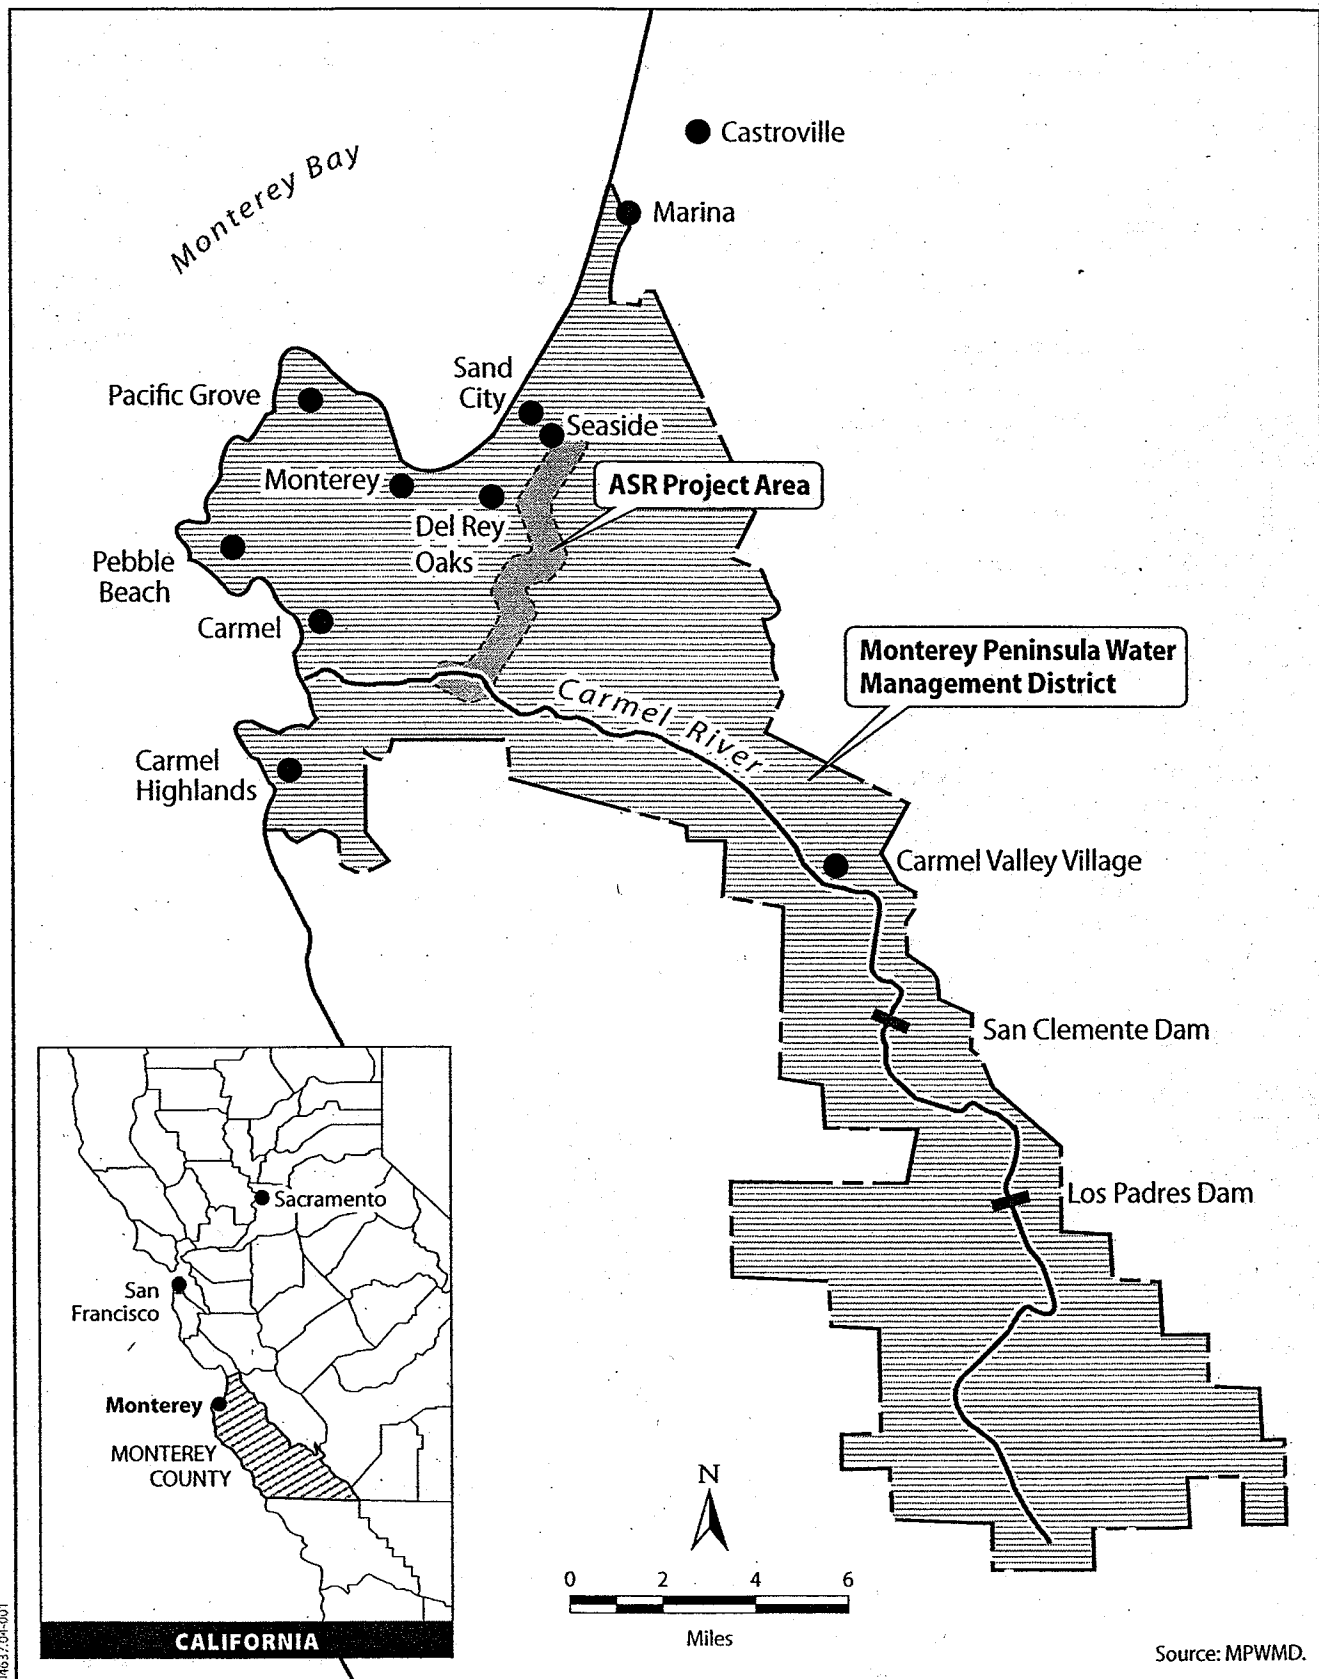 Castroville
Monterey Bay
Marina
Sand
City
Pacific Grove
Seaside
Monterey
ASR Project Area
Del Rey
Oaks
Pebble
Beach
Carmel
Monterey Peninsula Water
Management District
Carmel River
Carmel
Highlands
Carmel Valley Village
San Clemente Dam
Los Padres Dam
Sacramento
San
Francisco
Monterey
MONTEREY
COUNTY
N
0 2 4 6
Miles
CALIFORNIA
Source: MPWMD.